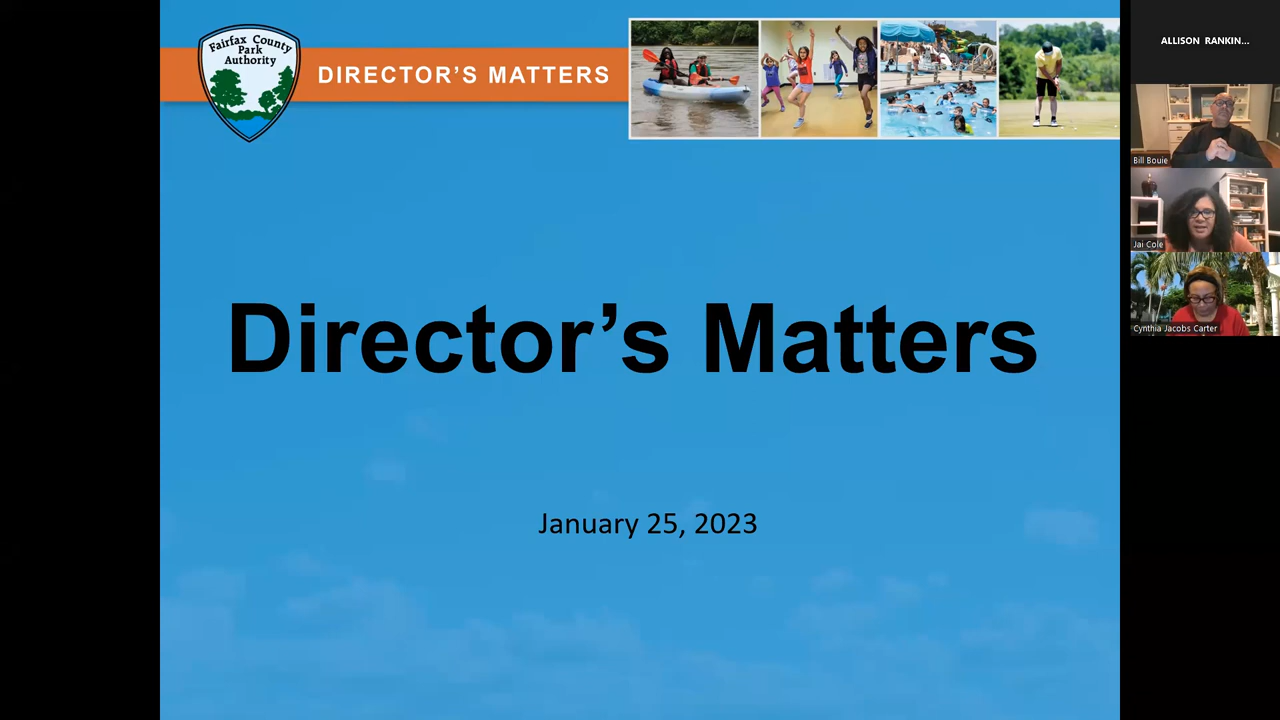 Fairfax County
Park
Authority
DIRECTOR'S MATTERS
Director's Matters
January 25, 2023
ALLISON RANKIN...
Bill Bouie
Jai Cole
Cynthia Jacobs Carter